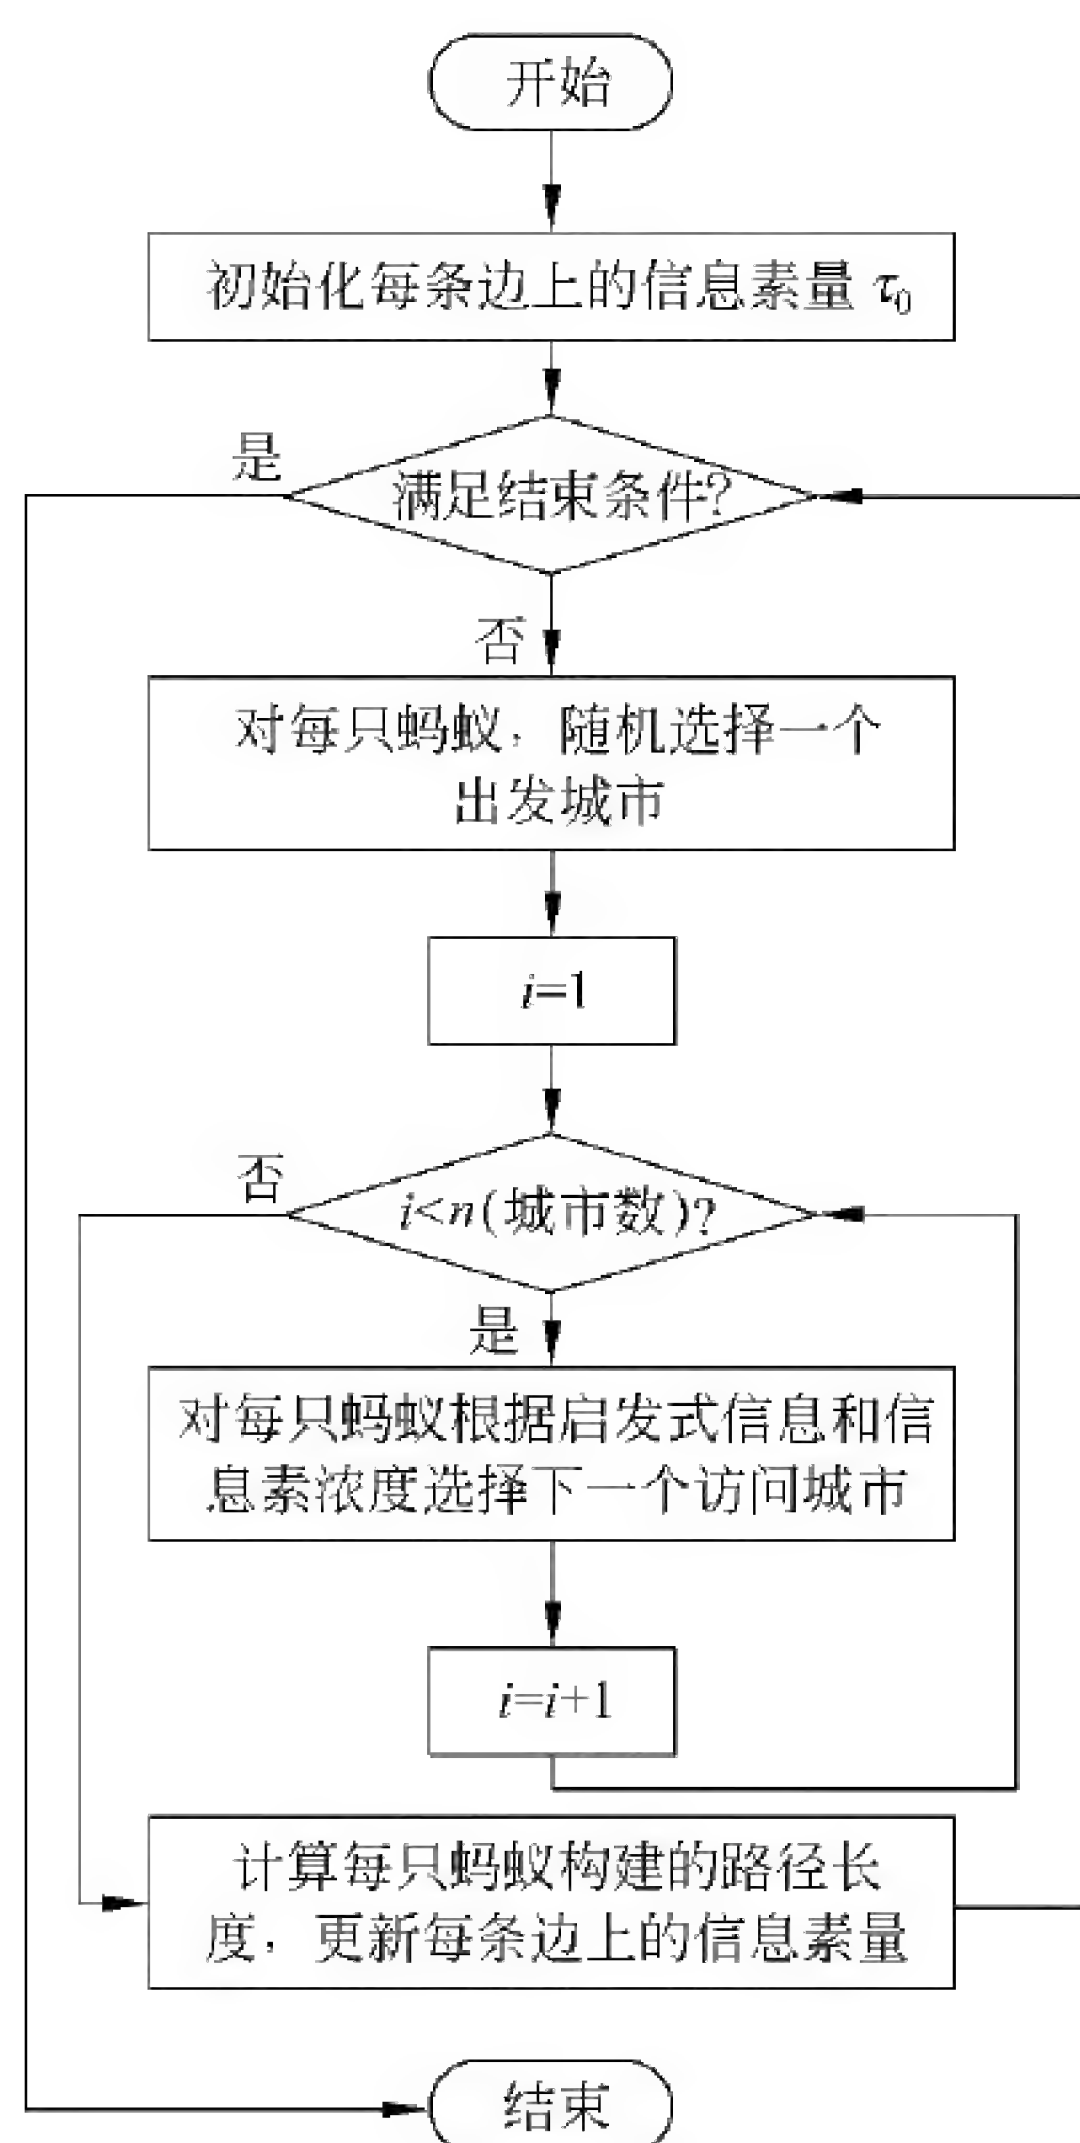 开始
初始化每条边上的信息素量 τ₀
是
满足结束条件?
否
对每只蚂蚁，随机选择一个
出发城市
i=1
否
i<n(城市数)?
是
对每只蚂蚁根据启发式信息和信
息素浓度选择下一个访问城市
i=i+1
计算每只蚂蚁构建的路径长
度，更新每条边上的信息素量
结束